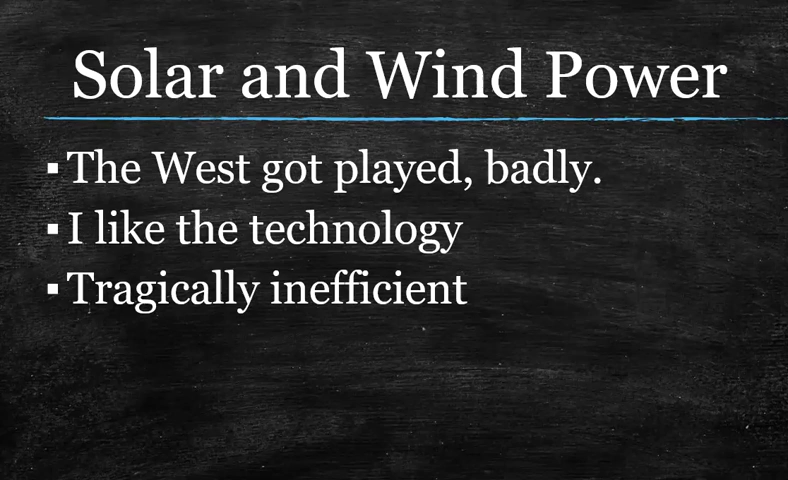 Solar and Wind Power
▪The West got played, badly.
▪I like the technology
▪Tragically inefficient